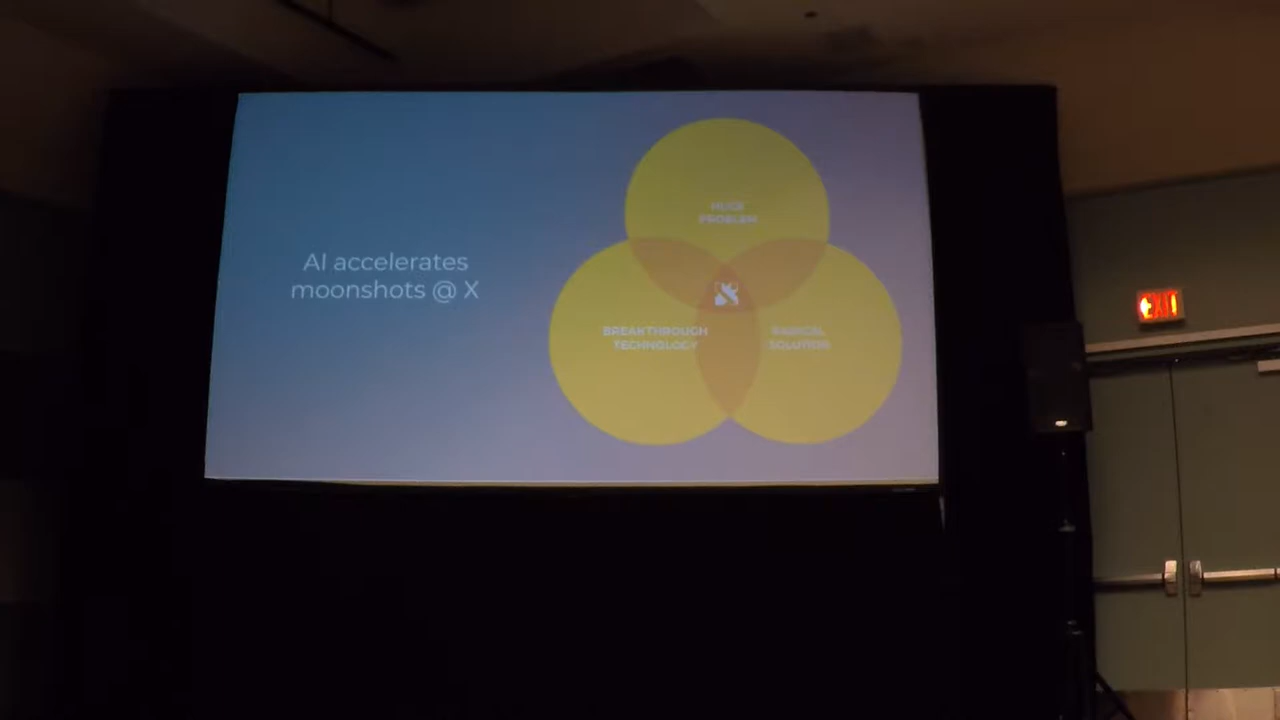 AI accelerates
moonshots @ X
HUGE
PROBLEM
BREAKTHROUGH
TECHNOLOGY
RADICAL
SOLUTION
EXIT